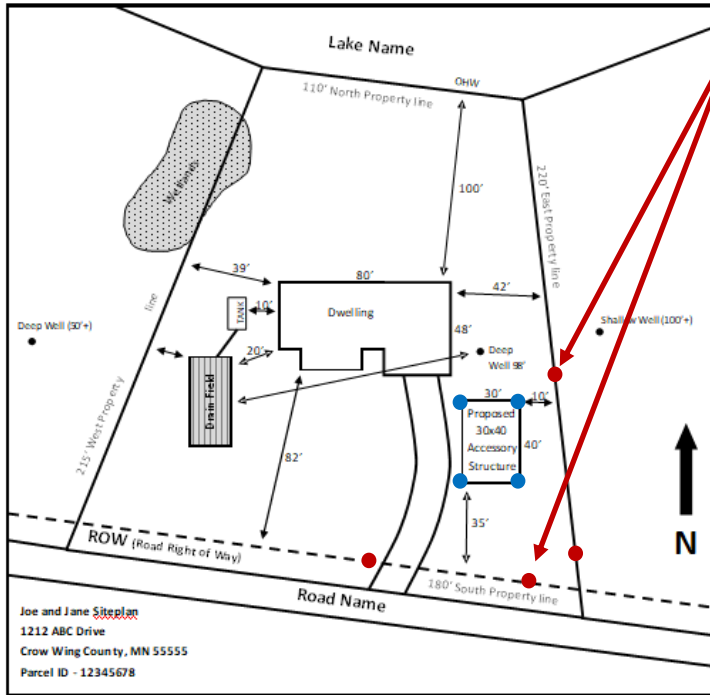 Lake Name
OHW
110' North Property line
220' East Property line
100'
Wetlands
39'
80'
42'
10'
TANK
Dwelling
48'
Deep Well (50'+)
Shallow Well (100'+)
215' West Property line
20'
Deep
Well 98'
Drain Field
30'
10'
Proposed
30x40
Accessory
Structure
40'
82'
35'
N
ROW (Road Right of Way)
180' South Property line
Road Name
Joe and Jane Siteplan
1212 ABC Drive
Crow Wing County, MN 55555
Parcel ID - 12345678